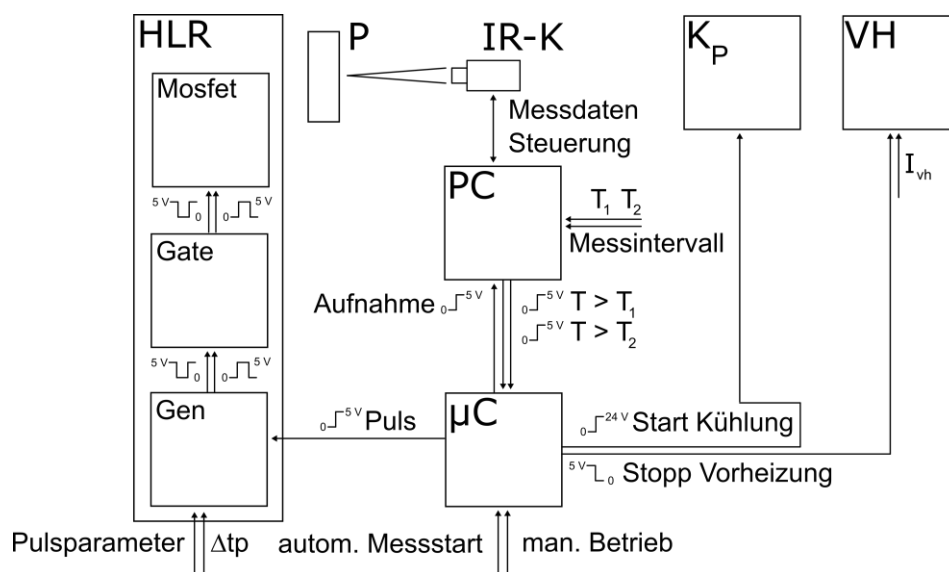 HLR
P
IR-K
K_P
VH
Mosfet
Messdaten
Steuerung
I_vh
5 V 0
0 5 V
PC
T_1 T_2
Messintervall
Gate
Aufnahme 0 5 V
0 5 V T > T_1
0 5 V T > T_2
5 V 0
0 5 V
Gen
0 5 V Puls
µC
0 24 V Start Kühlung
5 V 0 Stopp Vorheizung
Pulsparameter
Δtp
autom. Messstart
man. Betrieb